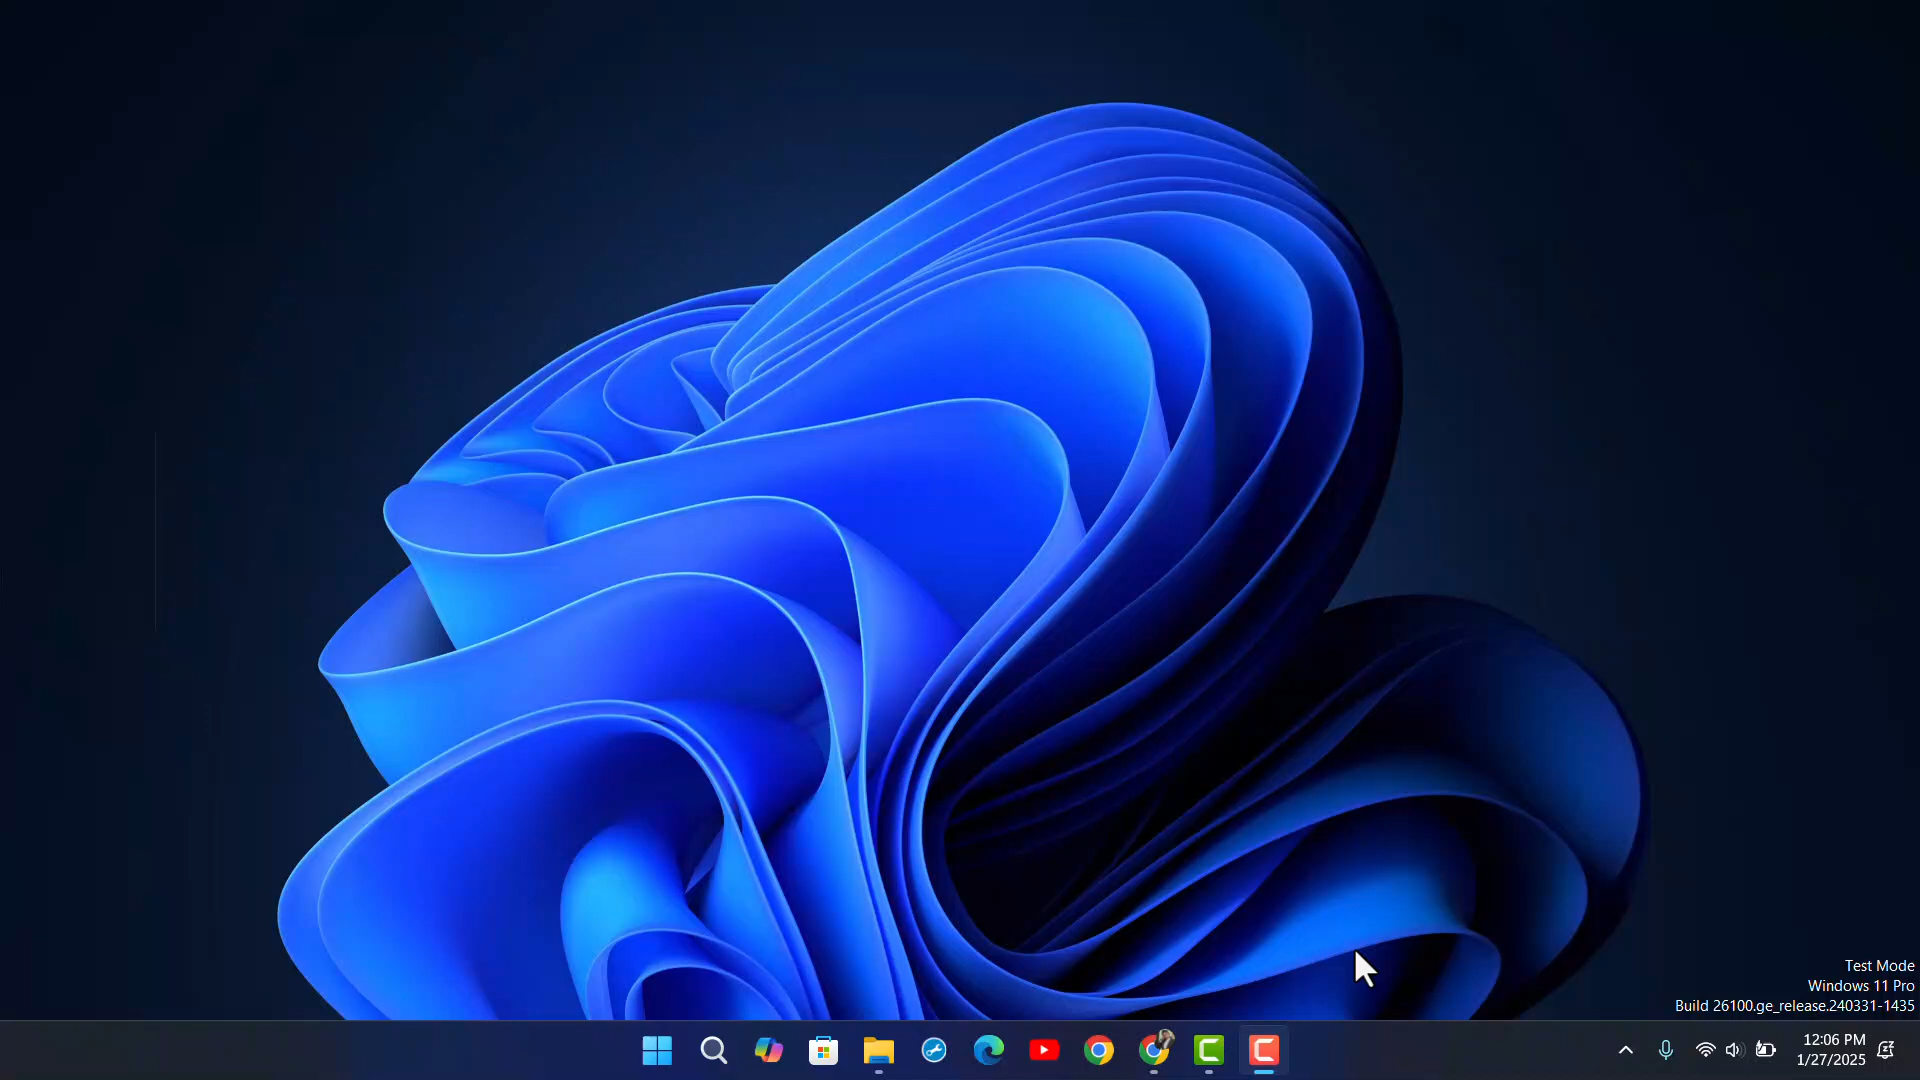 Test Mode
Windows 11 Pro
Build 26100.ge_release.240331-1435
12:06 PM
1/27/2025